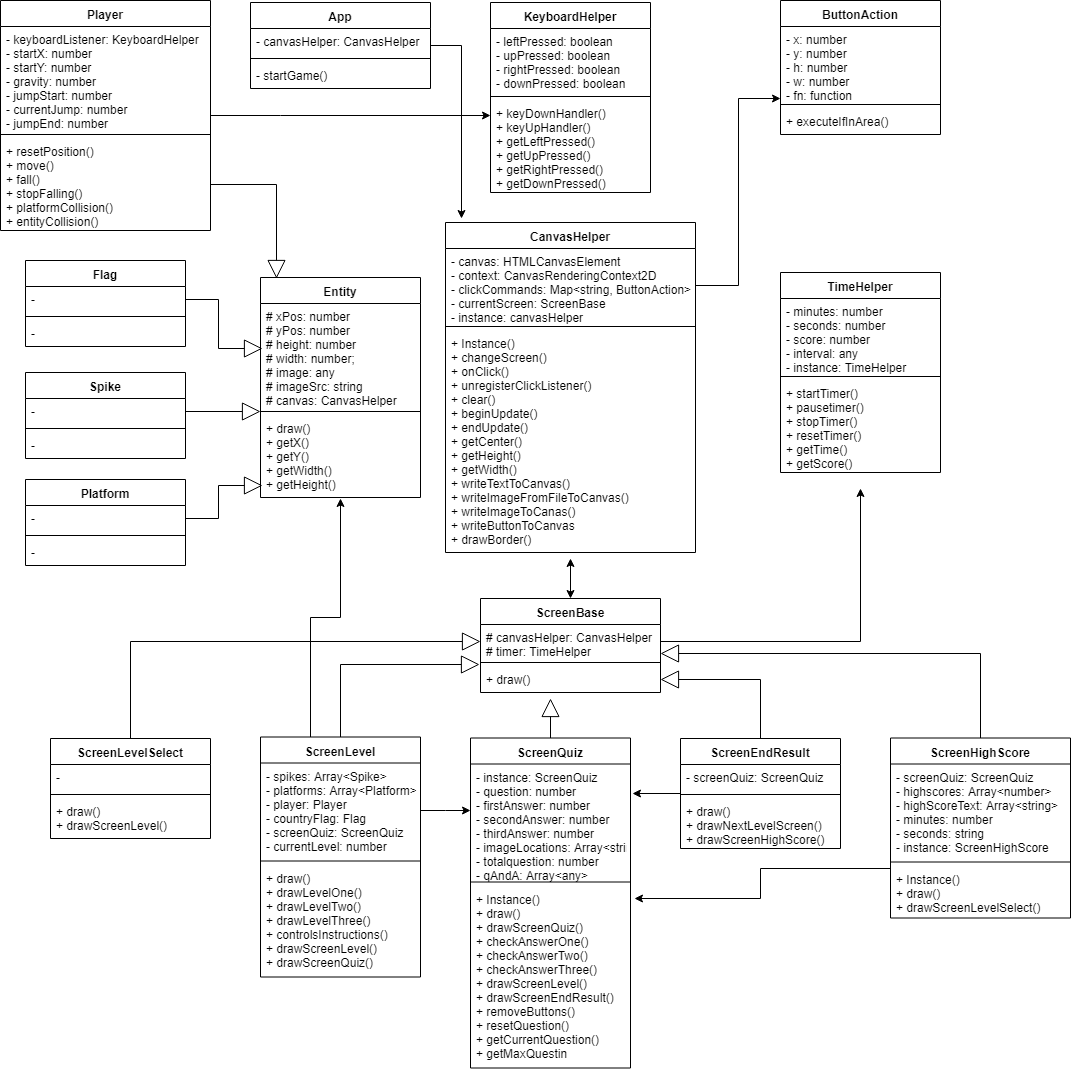 Player
- keyboardListener: KeyboardHelper
- startX: number
- startY: number
- gravity: number
- jumpStart: number
- currentJump: number
- jumpEnd: number
+ resetPosition()
+ move()
+ fall()
+ stopFalling()
+ platformCollision()
+ entityCollision()
App
- canvasHelper: CanvasHelper
- startGame()
KeyboardHelper
- leftPressed: boolean
- upPressed: boolean
- rightPressed: boolean
- downPressed: boolean
+ keyDownHandler()
+ keyUpHandler()
+ getLeftPressed()
+ getUpPressed()
+ getRightPressed()
+ getDownPressed()
ButtonAction
- x: number
- y: number
- h: number
- w: number
- fn: function
+ executeIfInArea()
Flag
-
-
Spike
-
-
Platform
-
-
Entity
# xPos: number
# yPos: number
# height: number
# width: number;
# image: any
# imageSrc: string
# canvas: CanvasHelper
+ draw()
+ getX()
+ getY()
+ getWidth()
+ getHeight()
CanvasHelper
- canvas: HTMLCanvasElement
- context: CanvasRenderingContext2D
- clickCommands: Map<string, ButtonAction>
- currentScreen: ScreenBase
- instance: canvasHelper
+ Instance()
+ changeScreen()
+ onClick()
+ unregisterClickListener()
+ clear()
+ beginUpdate()
+ endUpdate()
+ getCenter()
+ getHeight()
+ getWidth()
+ writeTextToCanvas()
+ writeImageFromFileToCanvas()
+ writeImageToCanas()
+ writeButtonToCanvas
+ drawBorder()
TimeHelper
- minutes: number
- seconds: number
- score: number
- interval: any
- instance: TimeHelper
+ startTimer()
+ pausetimer()
+ stopTimer()
+ resetTimer()
+ getTime()
+ getScore()
ScreenBase
# canvasHelper: CanvasHelper
# timer: TimeHelper
+ draw()
ScreenLevelSelect
-
+ draw()
+ drawScreenLevel()
ScreenLevel
- spikes: Array<Spike>
- platforms: Array<Platform>
- player: Player
- countryFlag: Flag
- screenQuiz: ScreenQuiz
- currentLevel: number
+ draw()
+ drawLevelOne()
+ drawLevelTwo()
+ drawLevelThree()
+ controlsInstructions()
+ drawScreenLevel()
+ drawScreenQuiz()
ScreenQuiz
- instance: ScreenQuiz
- question: number
- firstAnswer: number
- secondAnswer: number
- thirdAnswer: number
- imageLocations: Array<stri
- totalquestion: number
- qAndA: Array<any>
+ Instance()
+ draw()
+ drawScreenQuiz()
+ checkAnswerOne()
+ checkAnswerTwo()
+ checkAnswerThree()
+ drawScreenLevel()
+ drawScreenEndResult()
+ removeButtons()
+ resetQuestion()
+ getCurrentQuestion()
+ getMaxQuestin
ScreenEndResult
- screenQuiz: ScreenQuiz
+ draw()
+ drawNextLevelScreen()
+ drawScreenHighScore()
ScreenHighScore
- screenQuiz: ScreenQuiz
- highscores: Array<number>
- highScoreText: Array<string>
- minutes: number
- seconds: string
- instance: ScreenHighScore
+ Instance()
+ draw()
+ drawScreenLevelSelect()